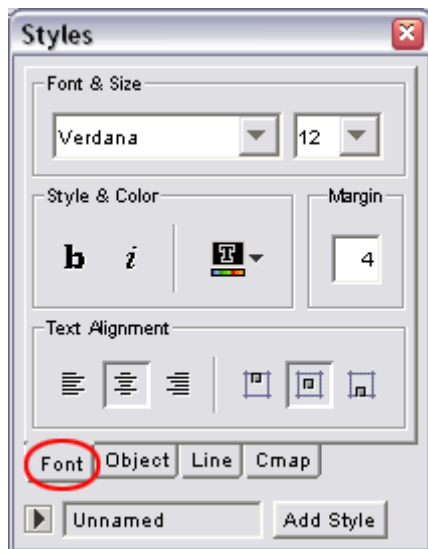 Styles
Font & Size
Verdana 12
Style & Color Margin
b i T 4
Text Alignment
Font Object Line Cmap
Unnamed Add Style